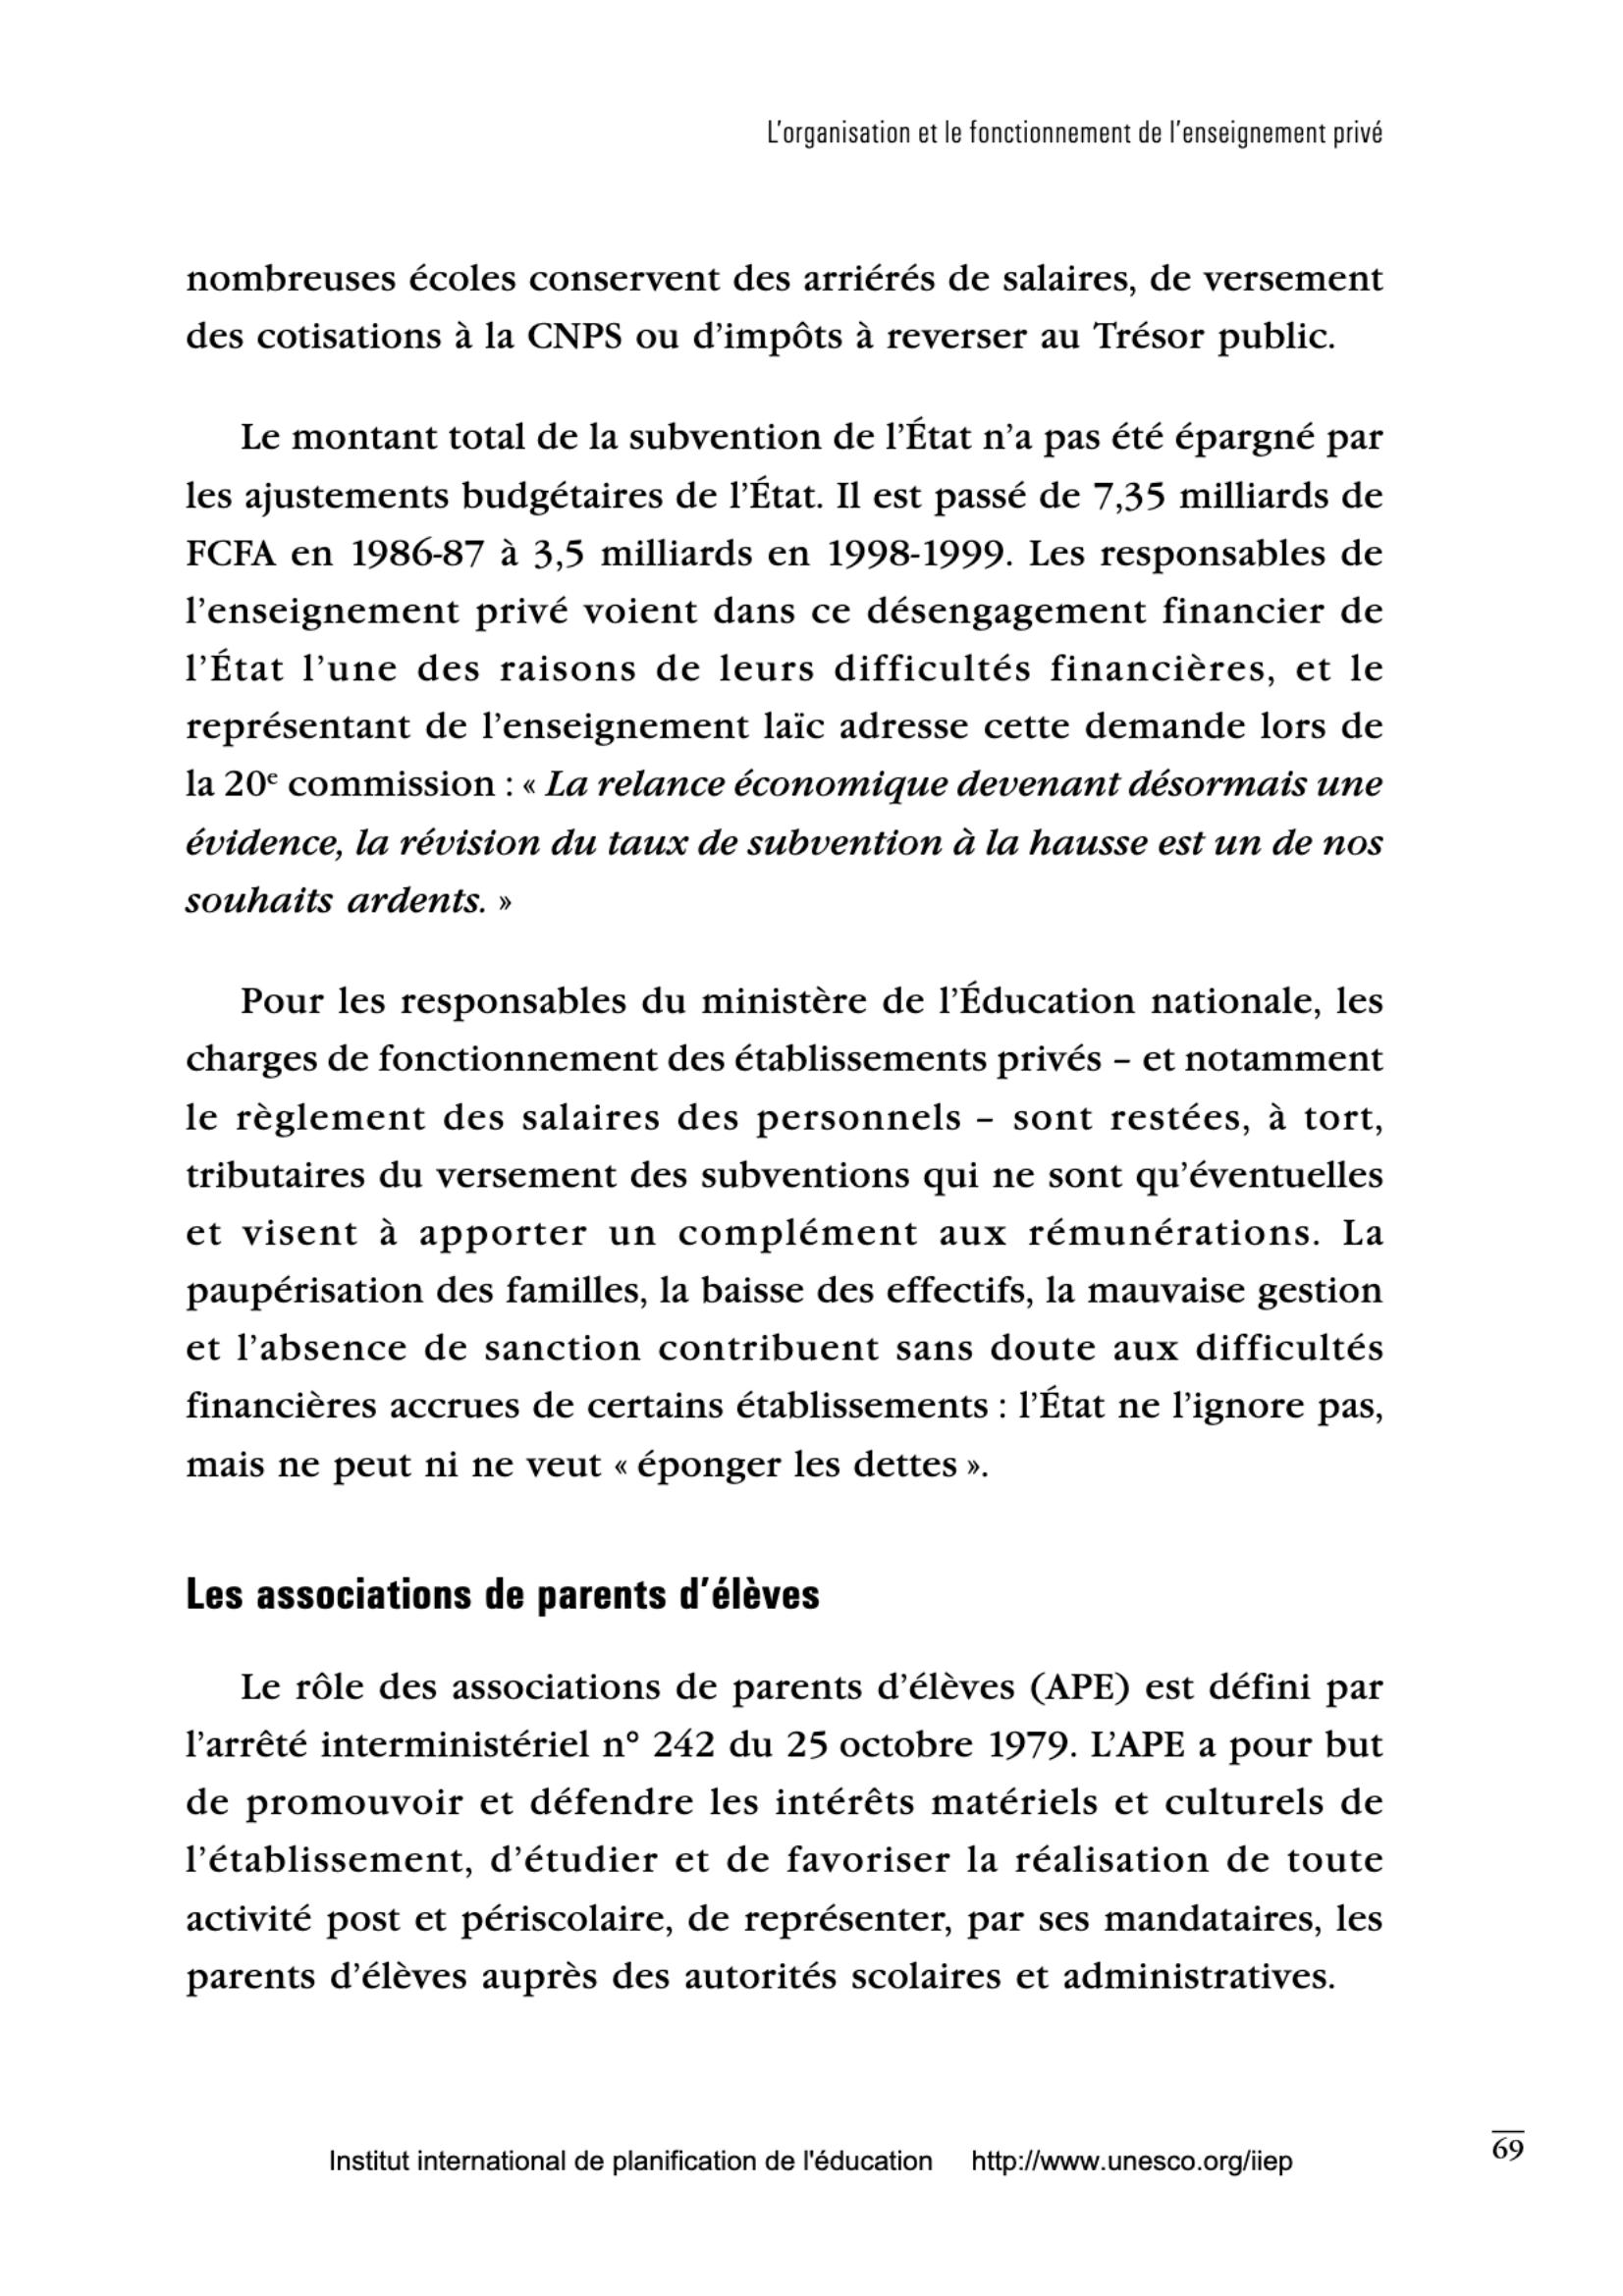 L'organisation et le fonctionnement de l'enseignement privé
nombreuses écoles conservent des arriérés de salaires, de versement
des cotisations à la CNPS ou d'impôts à reverser au Trésor public.
Le montant total de la subvention de l'État n'a pas été épargné par
les ajustements budgétaires de l'État. Il est passé de 7,35 milliards de
FCFA en 1986-87 à 3,5 milliards en 1998-1999. Les responsables de
l'enseignement privé voient dans ce désengagement financier de
l'État l'une des raisons de leurs difficultés financières, et le
représentant de l'enseignement laïc adresse cette demande lors de
la 20e commission : « La relance économique devenant désormais une
évidence, la révision du taux de subvention à la hausse est un de nos
souhaits ardents. »
Pour les responsables du ministère de l'Éducation nationale, les
charges de fonctionnement des établissements privés – et notamment
le règlement des salaires des personnels – sont restées, à tort,
tributaires du versement des subventions qui ne sont qu'éventuelles
et visent à apporter un complément aux rémunérations. La
paupérisation des familles, la baisse des effectifs, la mauvaise gestion
et l'absence de sanction contribuent sans doute aux difficultés
financières accrues de certains établissements : l'État ne l'ignore pas,
mais ne peut ni ne veut « éponger les dettes ».
Les associations de parents d'élèves
Le rôle des associations de parents d'élèves (APE) est défini par
l'arrêté interministériel n° 242 du 25 octobre 1979. L'APE a pour but
de promouvoir et défendre les intérêts matériels et culturels de
l'établissement, d'étudier et de favoriser la réalisation de toute
activité post et périscolaire, de représenter, par ses mandataires, les
parents d'élèves auprès des autorités scolaires et administratives.
69
Institut international de planification de l'éducation http://www.unesco.org/iiep